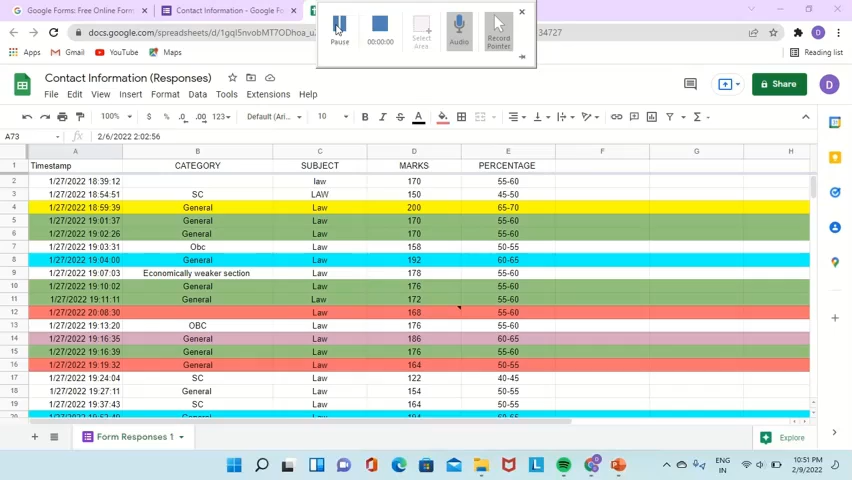 Google Forms: Free Online Form
Contact Information - Google F
docs.google.com/spreadsheets/d/1gqI5nvobMT7ODhoa_u
34727
Pause
00:00:00
Select Area
Audio
Record Pointer
Apps
Gmail
YouTube
Maps
Reading list
Contact Information (Responses)
File Edit View Insert Format Data Tools Extensions Help
Share
D
100% $ % .0 .00 123 Default (Ari... 10 B I S A
A73 fx 2/6/2022 2:02:56
A B C D E F G H
1 Timestamp CATEGORY SUBJECT MARKS PERCENTAGE
2 1/27/2022 18:39:12 law 170 55-60
3 1/27/2022 18:54:51 SC LAW 150 45-50
4 1/27/2022 18:59:39 General Law 200 65-70
5 1/27/2022 19:01:37 General Law 170 55-60
6 1/27/2022 19:02:26 General Law 170 55-60
7 1/27/2022 19:03:31 Obc Law 158 50-55
8 1/27/2022 19:04:00 General Law 192 60-65
9 1/27/2022 19:07:03 Economically weaker section Law 178 55-60
10 1/27/2022 19:10:02 General Law 176 55-60
11 1/27/2022 19:11:11 General Law 172 55-60
12 1/27/2022 20:08:30 Law 168 55-60
13 1/27/2022 19:13:20 OBC Law 176 55-60
14 1/27/2022 19:16:35 General Law 186 60-65
15 1/27/2022 19:16:39 General Law 176 55-60
16 1/27/2022 19:19:32 General Law 164 50-55
17 1/27/2022 19:24:04 SC Law 122 40-45
18 1/27/2022 19:27:11 General Law 154 50-55
19 1/27/2022 19:37:43 SC Law 164 50-55
Form Responses 1
Explore
ENG
IN
10:51 PM
2/9/2022